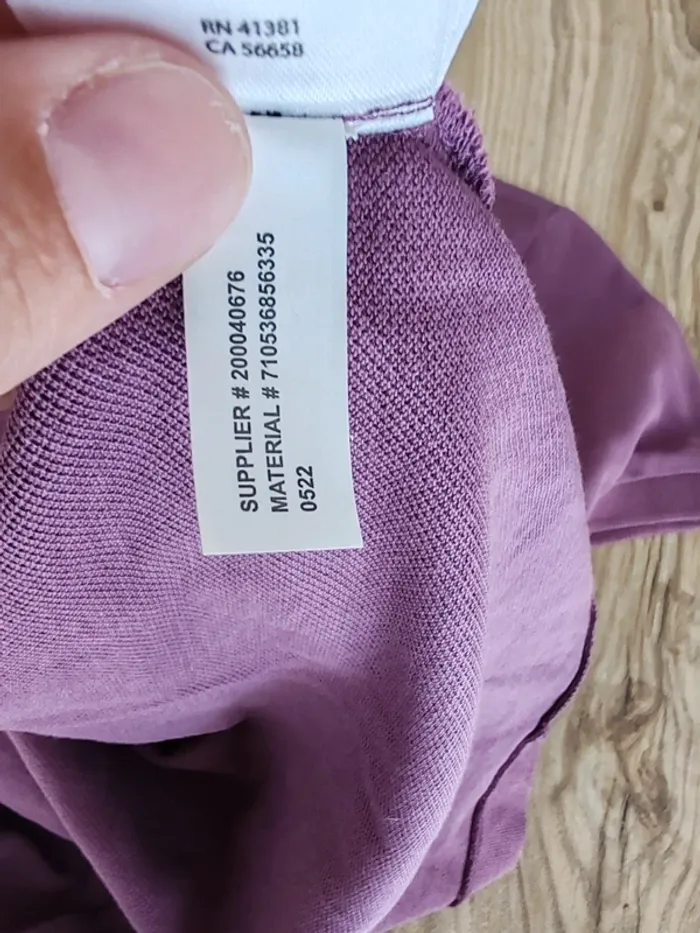 RN 41381
CA 56658
SUPPLIER # 200040676
MATERIAL # 710536856335
0522